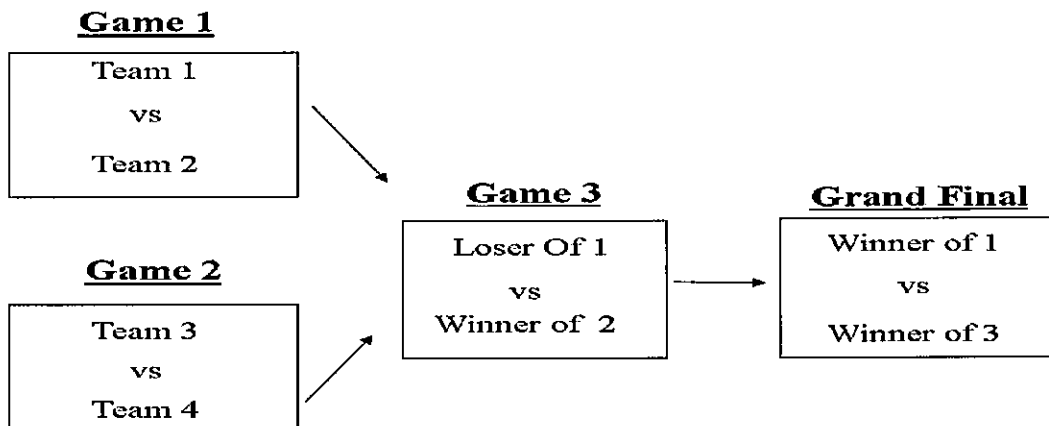 Game 1
Team 1
vs
Team 2
Game 2
Team 3
vs
Team 4
Game 3
Loser Of 1
vs
Winner of 2
Grand Final
Winner of 1
vs
Winner of 3